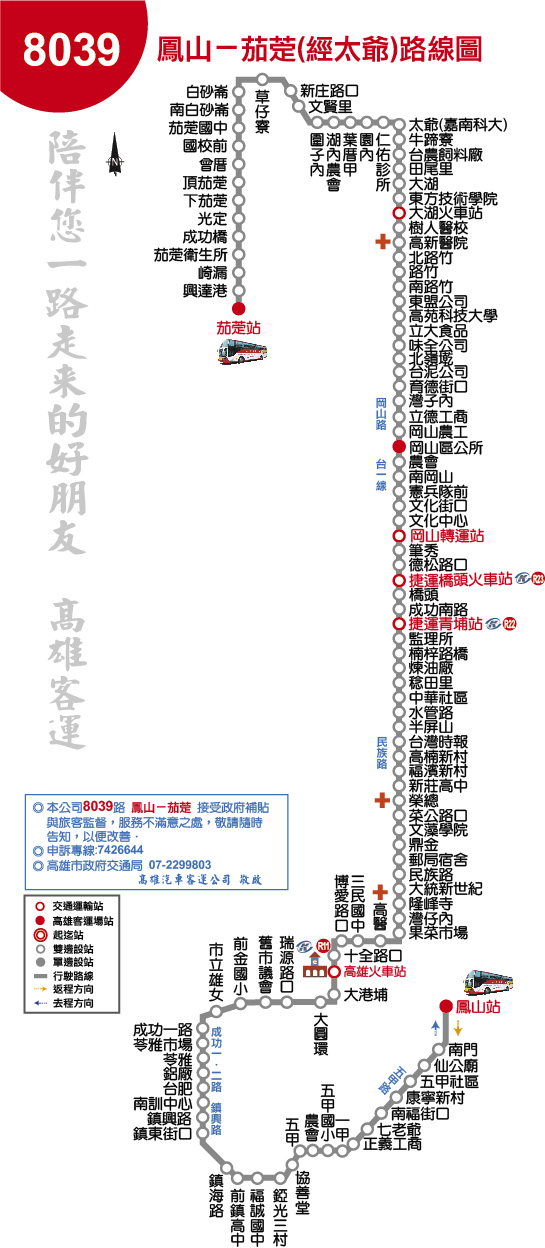 8039
鳳山－茄萣(經太爺)路線圖
陪伴您一路走来的好朋友 高雄客運
白砂崙
南白砂崙
茄萣國中
國校前
曾厝
頂茄萣
下茄萣
光定
成功橋
茄萣衛生所
崎漏
興達港
茄萣站
草仔寮
新庄路口
文賢里
圍子內
湖內農會
葉厝甲
園內
仁佑診所
太爺(嘉南科大)
牛蹄寮
台農飼料廠
田尾里
大湖
東方技術學院
大湖火車站
樹人醫校
高新醫院
北路竹
路竹
南路竹
東盟公司
高苑科技大學
立大食品
味全公司
北嶺墘
台泥公司
育德街口
灣子內
立德工商
岡山農工
岡山區公所
農會
南岡山
憲兵隊前
文化街口
文化中心
岡山轉運站
筆秀
德松路口
捷運橋頭火車站 R23
橋頭
成功南路
捷運青埔站 R22
監理所
楠梓路橋
煉油廠
稔田里
中華社區
水管路
半屏山
台灣時報
高楠新村
福濱新村
新莊高中
榮總
菜公路口
文藻學院
鼎金
郵局宿舍
民族路
大統新世紀
隆峰寺
灣仔內
果菜市場
岡山路
台一線
民族路
高醫
三民國中
博愛路口
十全路口
R11
高雄火車站
大港埔
大圓環
瑞源路口
舊市議會
前金國小
市立雄女
成功一路
苓雅市場
苓雅
鋁廠
台肥
南訓中心
鎮興路
鎮東街口
成功一．二路 鎮興路
鎮海路
前鎮高中
福誠國中
錏光三村
協善堂
五甲
農會
五甲國小
一甲
正義工商
七老爺
南福街口
康寧新村
五甲社區
仙公廟
南門
鳳山站
五甲路
◎ 本公司8039路 鳳山－茄萣 接受政府補貼
與旅客監督，服務不滿意之處，敬請隨時
告知，以便改善．
◎ 申訴專線:7426644
◎ 高雄市政府交通局 07-2299803
高雄汽車客運公司 敬啟
交通運輸站
高雄客運場站
起迄站
雙邊設站
單邊設站
行駛路線
返程方向
去程方向